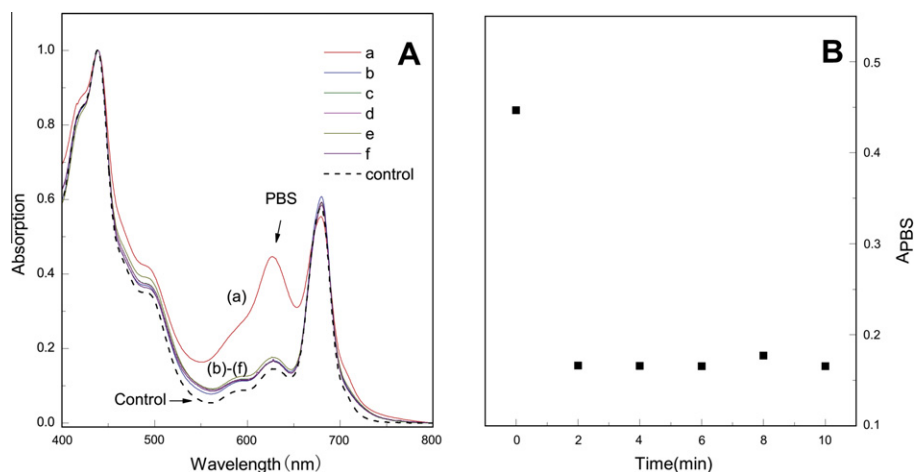 A
a
b
c
d
e
f
control
PBS
(a)
(b)-(f)
Control
1.0
0.8
0.6
0.4
0.2
0.0
Absorption
400 500 600 700 800
Wavelength (nm)
B
0.5
0.4
0.3
0.2
0.1
APBS
0 2 4 6 8 10
Time(min)